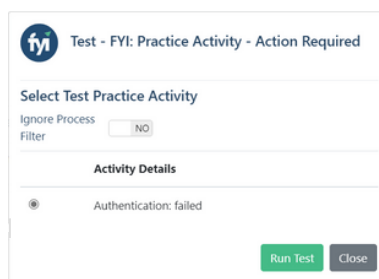 fyi
Test - FYI: Practice Activity - Action Required
Select Test Practice Activity
Ignore Process
Filter
NO
Activity Details
Authentication: failed
Run Test
Close